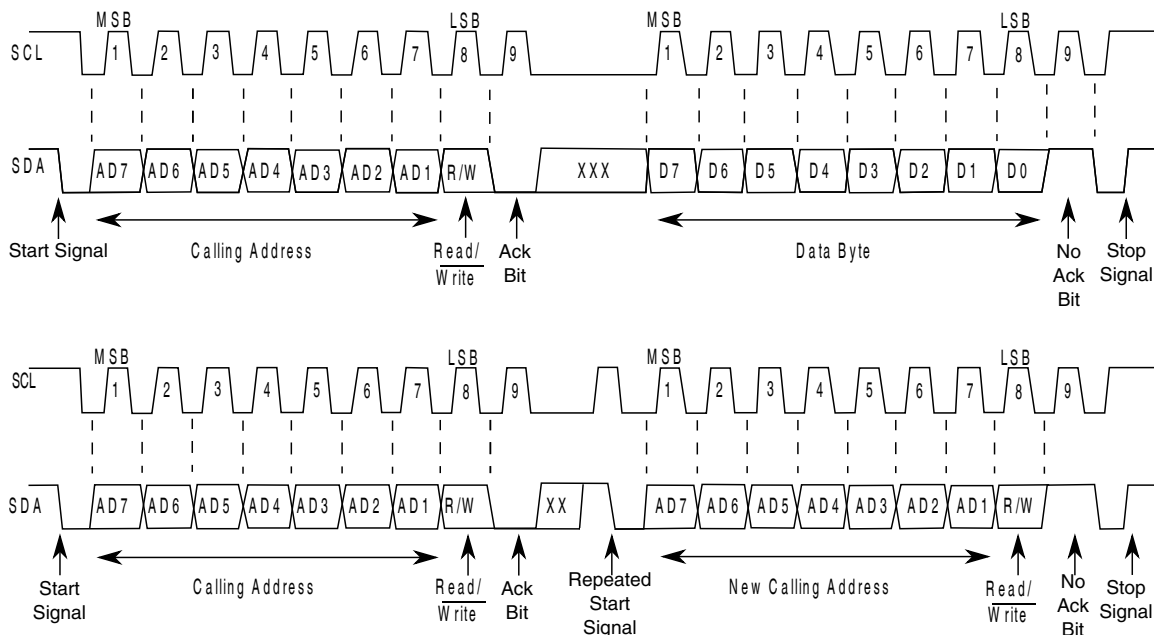 MSB LSB MSB LSB
SCL 1 2 3 4 5 6 7 8 9 1 2 3 4 5 6 7 8 9
SDA AD7 AD6 AD5 AD4 AD3 AD2 AD1 R/W XXX D7 D6 D5 D4 D3 D2 D1 D0
Start Signal Calling Address Read/ Ack Data Byte No Stop
Write Bit Ack Signal
Bit
MSB LSB MSB LSB
SCL 1 2 3 4 5 6 7 8 9 1 2 3 4 5 6 7 8 9
SDA AD7 AD6 AD5 AD4 AD3 AD2 AD1 R/W XX AD7 AD6 AD5 AD4 AD3 AD2 AD1 R/W
Start Calling Address Read/ Ack Repeated New Calling Address Read/ No Stop
Signal Write Bit Start Write Ack Signal
Signal Bit